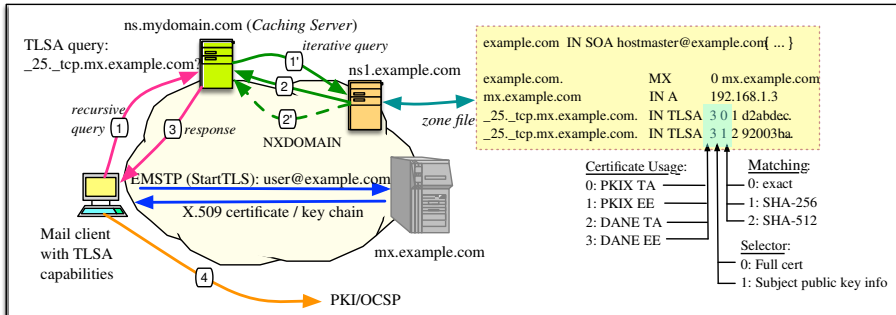 ns.mydomain.com (Caching Server)
TLSA query:
_25._tcp.mx.example.com?
1'
iterative query
ns1.example.com
2
2'
NXDOMAIN
recursive
query
1
3
response
zone file
EMSTP (StartTLS): user@example.com
X.509 certificate / key chain
mx.example.com
Mail client
with TLSA
capabilities
4
PKI/OCSP
example.com IN SOA hostmaster@example.com{ ... }
example.com. MX 0 mx.example.com
mx.example.com IN A 192.168.1.3
_25._tcp.mx.example.com. IN TLSA 3 0 1 d2abdec.
_25._tcp.mx.example.com. IN TLSA 3 1 2 92003ba.
Certificate Usage:
0: PKIX TA
1: PKIX EE
2: DANE TA
3: DANE EE
Matching:
0: exact
1: SHA-256
2: SHA-512
Selector:
0: Full cert
1: Subject public key info